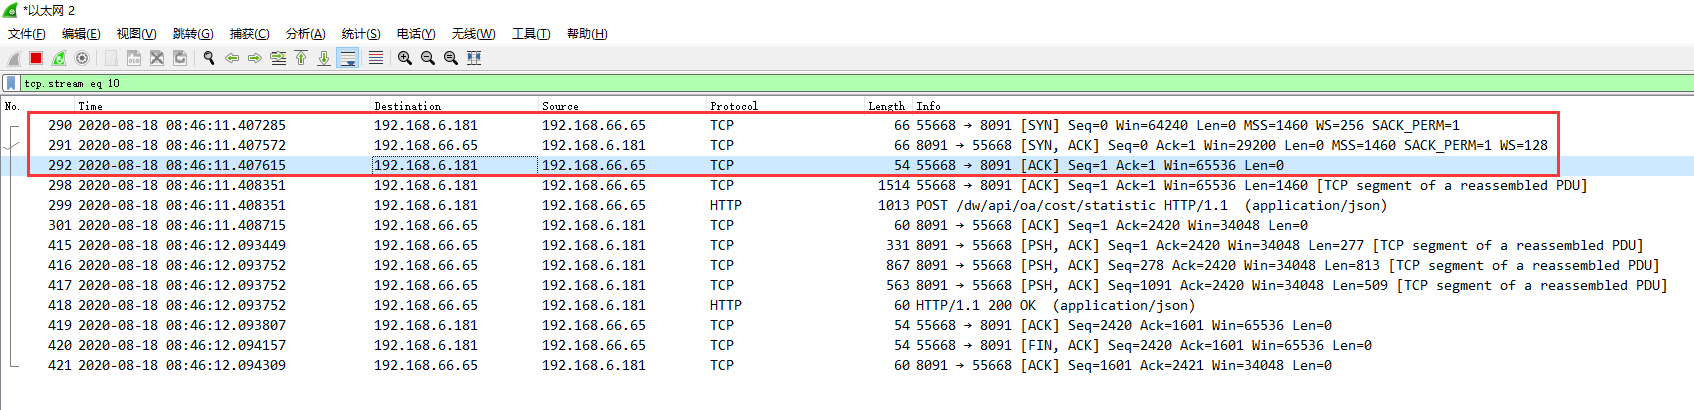 *以太网 2
文件(F) 编辑(E) 视图(V) 跳转(G) 捕获(C) 分析(A) 统计(S) 电话(Y) 无线(W) 工具(T) 帮助(H)
tcp.stream eq 10
No. Time Destination Source Protocol Length Info
290 2020-08-18 08:46:11.407285 192.168.6.181 192.168.66.65 TCP 66 55668 → 8091 [SYN] Seq=0 Win=64240 Len=0 MSS=1460 WS=256 SACK_PERM=1
291 2020-08-18 08:46:11.407572 192.168.66.65 192.168.6.181 TCP 66 8091 → 55668 [SYN, ACK] Seq=0 Ack=1 Win=29200 Len=0 MSS=1460 SACK_PERM=1 WS=128
292 2020-08-18 08:46:11.407615 192.168.6.181 192.168.66.65 TCP 54 55668 → 8091 [ACK] Seq=1 Ack=1 Win=65536 Len=0
298 2020-08-18 08:46:11.408351 192.168.6.181 192.168.66.65 TCP 1514 55668 → 8091 [ACK] Seq=1 Ack=1 Win=65536 Len=1460 [TCP segment of a reassembled PDU]
299 2020-08-18 08:46:11.408351 192.168.6.181 192.168.66.65 HTTP 1013 POST /dw/api/oa/cost/statistic HTTP/1.1 (application/json)
301 2020-08-18 08:46:11.408715 192.168.66.65 192.168.6.181 TCP 60 8091 → 55668 [ACK] Seq=1 Ack=2420 Win=34048 Len=0
415 2020-08-18 08:46:12.093449 192.168.66.65 192.168.6.181 TCP 331 8091 → 55668 [PSH, ACK] Seq=1 Ack=2420 Win=34048 Len=277 [TCP segment of a reassembled PDU]
416 2020-08-18 08:46:12.093752 192.168.66.65 192.168.6.181 TCP 867 8091 → 55668 [PSH, ACK] Seq=278 Ack=2420 Win=34048 Len=813 [TCP segment of a reassembled PDU]
417 2020-08-18 08:46:12.093752 192.168.66.65 192.168.6.181 TCP 563 8091 → 55668 [PSH, ACK] Seq=1091 Ack=2420 Win=34048 Len=509 [TCP segment of a reassembled PDU]
418 2020-08-18 08:46:12.093752 192.168.66.65 192.168.6.181 HTTP 60 HTTP/1.1 200 OK (application/json)
419 2020-08-18 08:46:12.093807 192.168.6.181 192.168.66.65 TCP 54 55668 → 8091 [ACK] Seq=2420 Ack=1601 Win=65536 Len=0
420 2020-08-18 08:46:12.094157 192.168.6.181 192.168.66.65 TCP 54 55668 → 8091 [FIN, ACK] Seq=2420 Ack=1601 Win=65536 Len=0
421 2020-08-18 08:46:12.094309 192.168.66.65 192.168.6.181 TCP 60 8091 → 55668 [ACK] Seq=1601 Ack=2421 Win=34048 Len=0